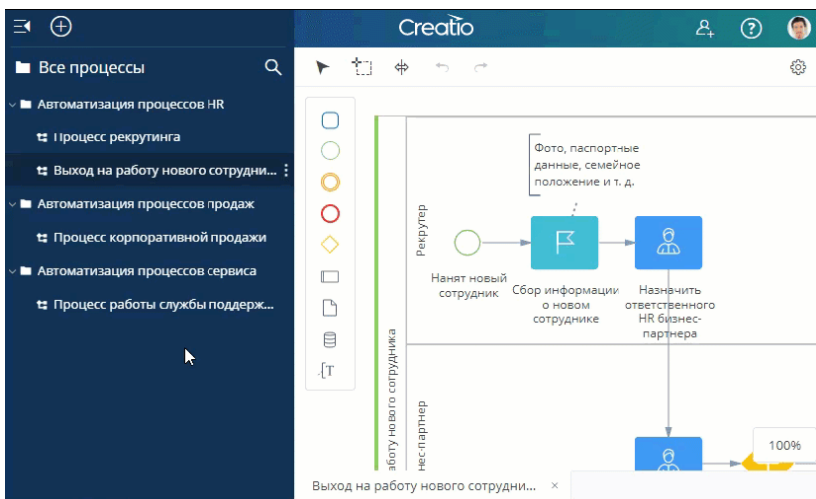 Creatio
Все процессы
Автоматизация процессов HR
Процесс рекрутинга
Выход на работу нового сотрудни...
Автоматизация процессов продаж
Процесс корпоративной продажи
Автоматизация процессов сервиса
Процесс работы службы поддерж...
T
Фото, паспортные
данные, семейное
положение и т. д.
Рекрутер
Нанят новый
сотрудник
Сбор информации
о новом
сотруднике
Назначить
ответственного
HR бизнес-
партнера
аботу нового сотрудника
нес-партнер
100%
Выход на работу нового сотрудни...